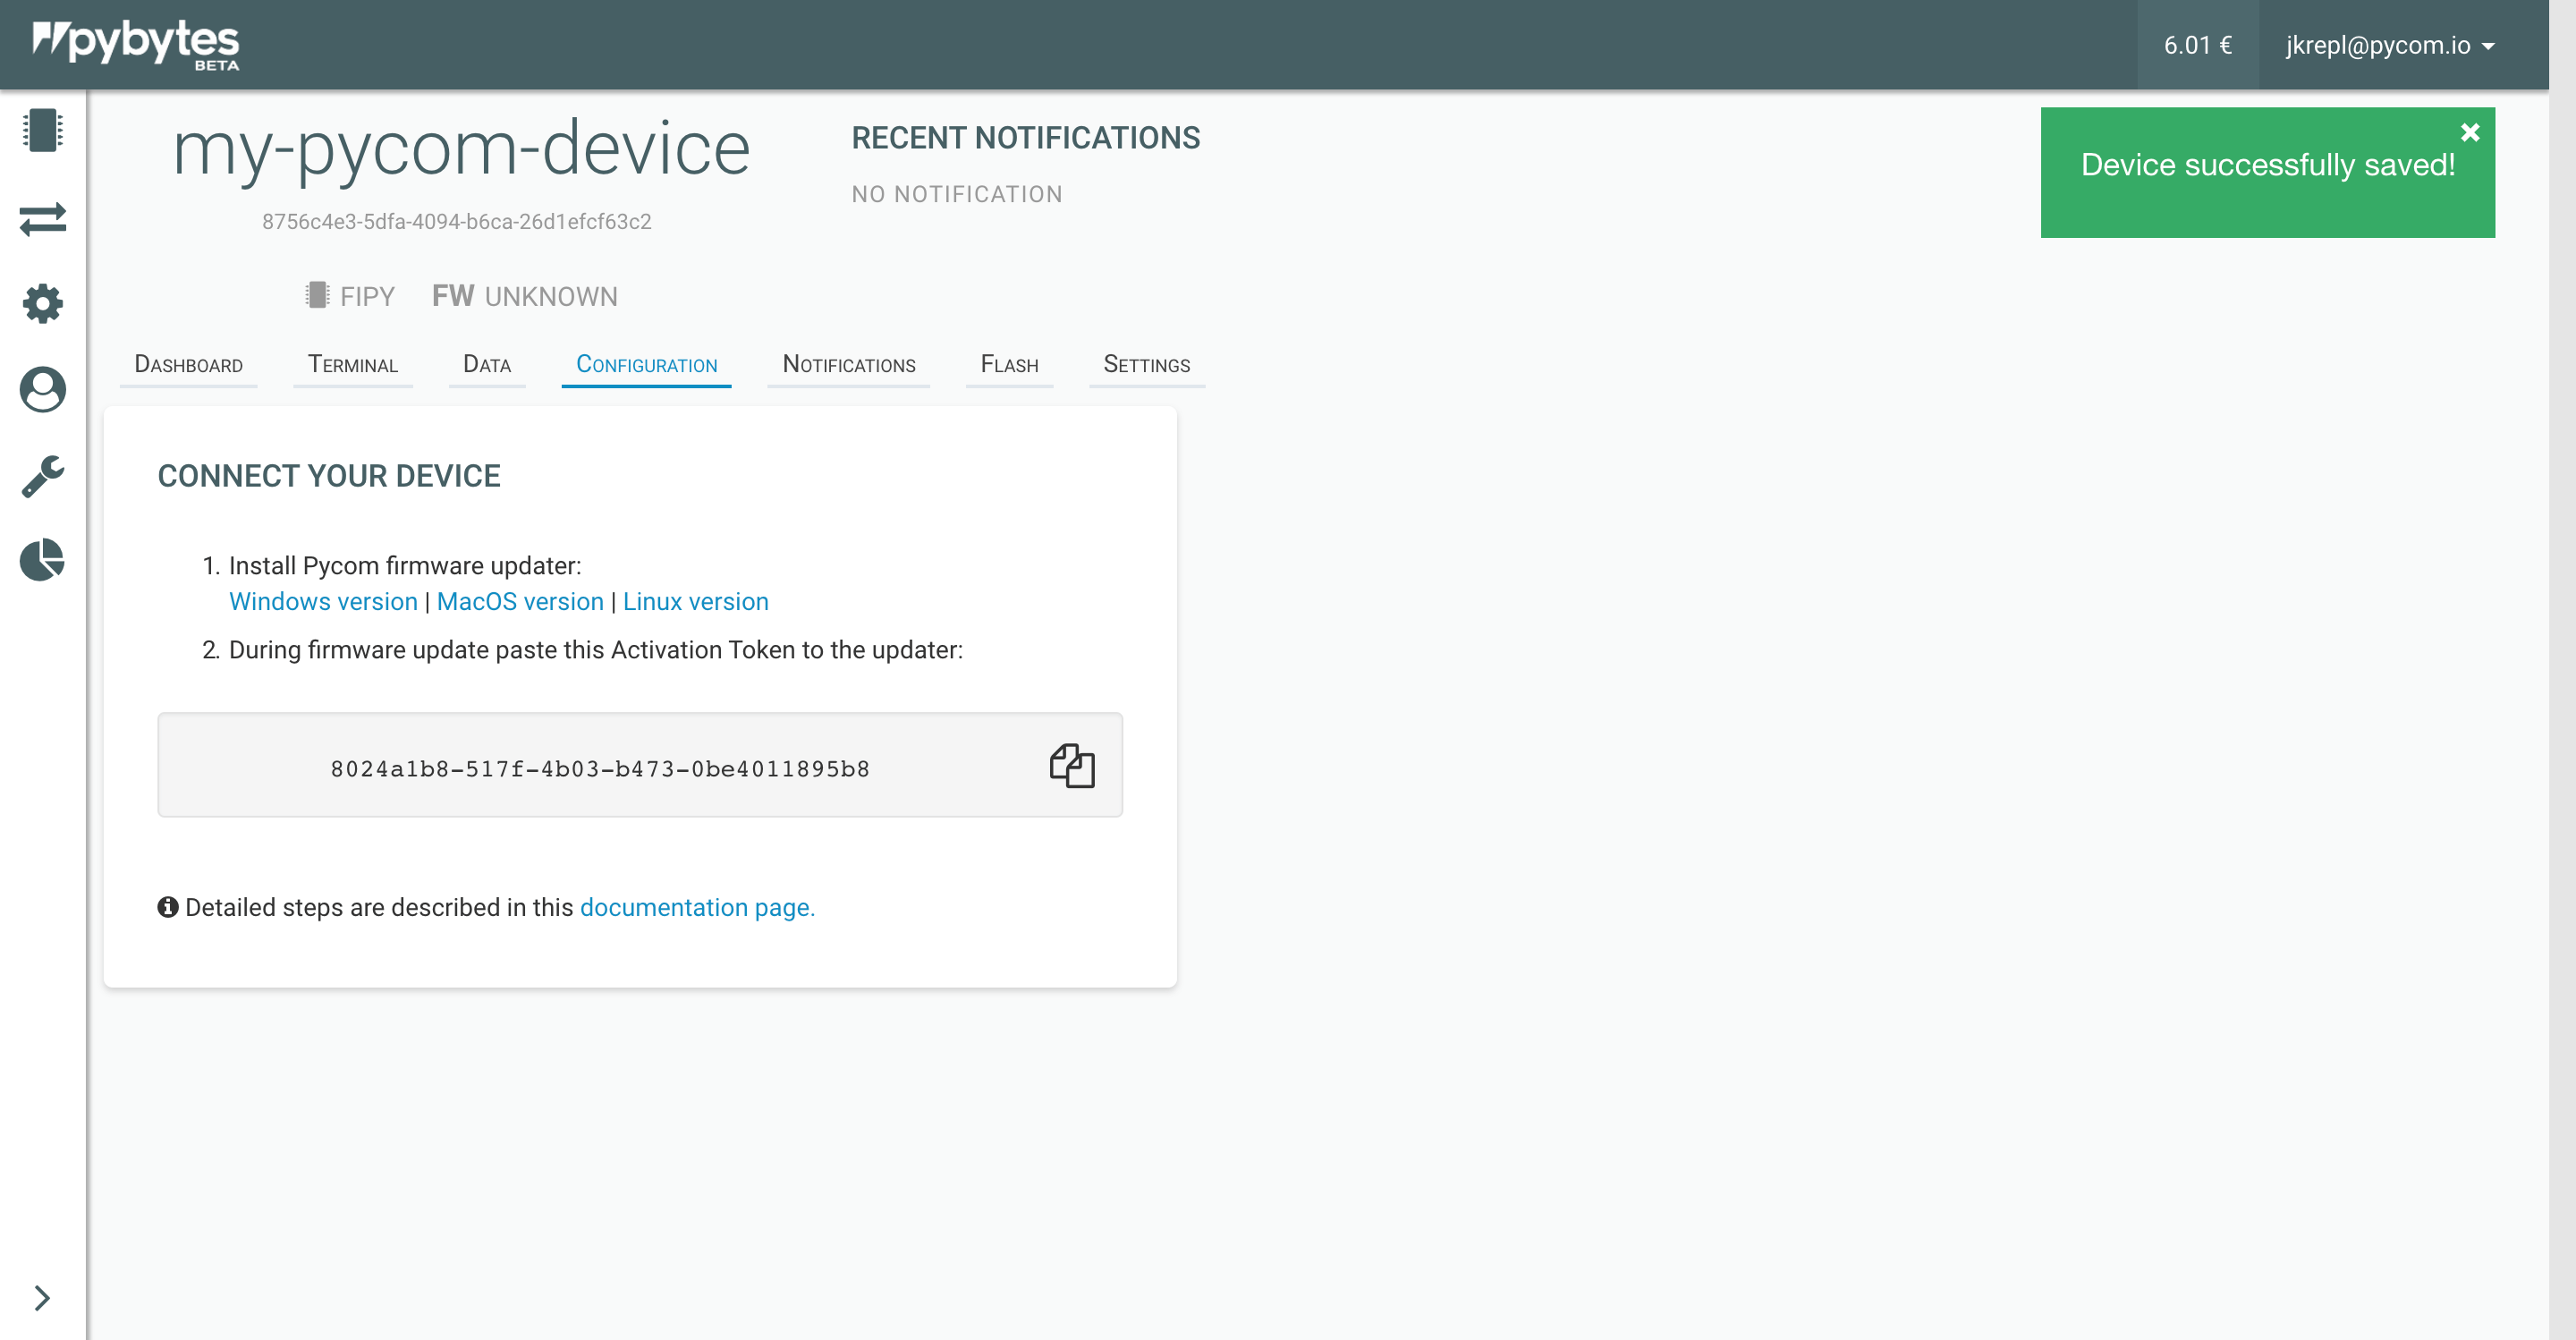 pybytes
BETA
6.01 €
jkrepl@pycom.io
my-pycom-device
8756c4e3-5dfa-4094-b6ca-26d1efcf63c2
FIPY FW UNKNOWN
RECENT NOTIFICATIONS
NO NOTIFICATION
Device successfully saved!
Dashboard Terminal Data Configuration Notifications Flash Settings
CONNECT YOUR DEVICE
1. Install Pycom firmware updater:
Windows version | MacOS version | Linux version
2. During firmware update paste this Activation Token to the updater:
8024a1b8-517f-4b03-b473-0be4011895b8
Detailed steps are described in this documentation page.